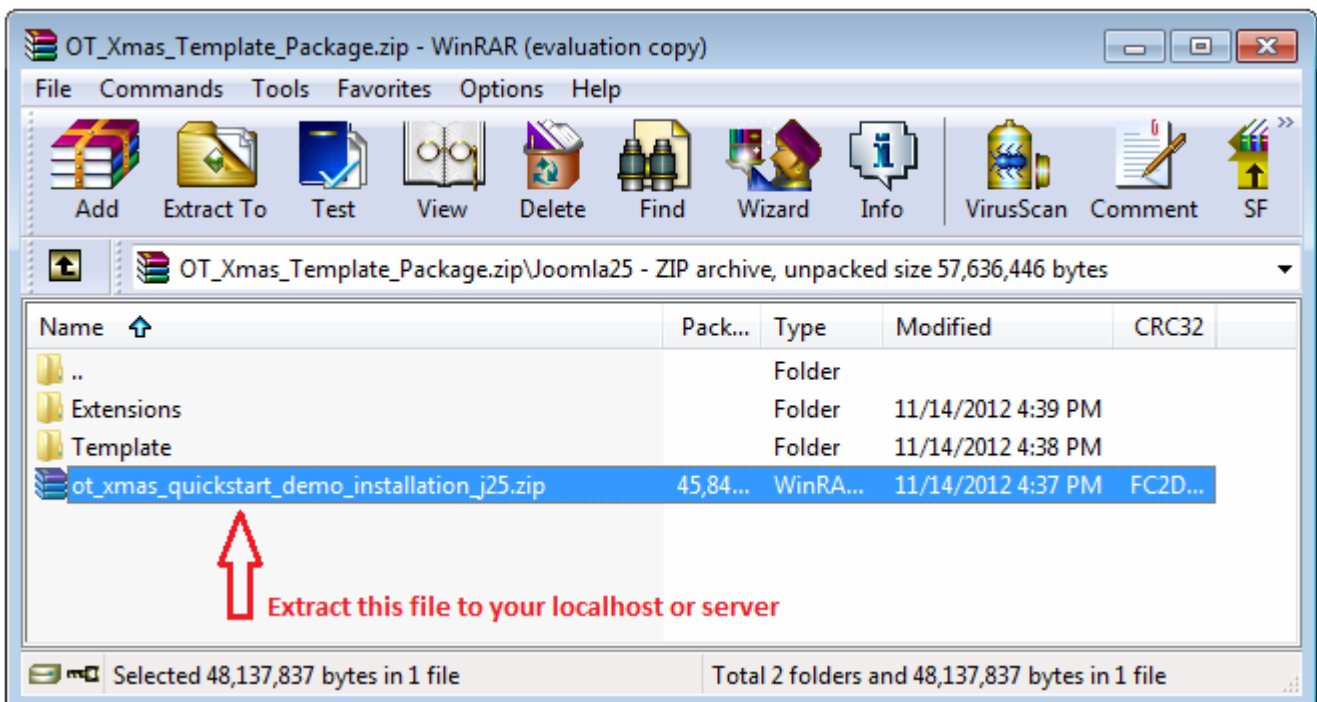 OT_Xmas_Template_Package.zip - WinRAR (evaluation copy)
File Commands Tools Favorites Options Help
Add Extract To Test View Delete Find Wizard Info VirusScan Comment SF
OT_Xmas_Template_Package.zip\Joomla25 - ZIP archive, unpacked size 57,636,446 bytes
Name Pack... Type Modified CRC32
.. Folder
Extensions Folder 11/14/2012 4:39 PM
Template Folder 11/14/2012 4:38 PM
ot_xmas_quickstart_demo_installation_j25.zip 45,84... WinRA... 11/14/2012 4:37 PM FC2D...
Extract this file to your localhost or server
Selected 48,137,837 bytes in 1 file Total 2 folders and 48,137,837 bytes in 1 file